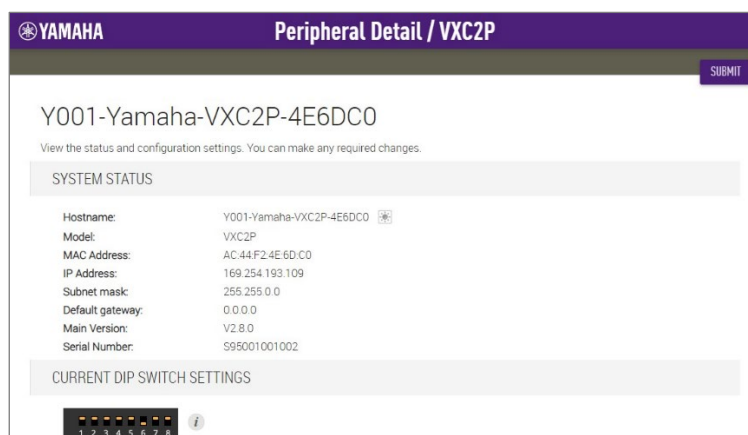 YAMAHA Peripheral Detail / VXC2P
SUBMIT
Y001-Yamaha-VXC2P-4E6DC0
View the status and configuration settings. You can make any required changes.
SYSTEM STATUS
Hostname: Y001-Yamaha-VXC2P-4E6DC0
Model: VXC2P
MAC Address: AC:44:F2:4E:6D:C0
IP Address: 169.254.193.109
Subnet mask: 255.255.0.0
Default gateway: 0.0.0.0
Main Version: V2.8.0
Serial Number: S95001001002
CURRENT DIP SWITCH SETTINGS
1 2 3 4 5 6 7 8 i